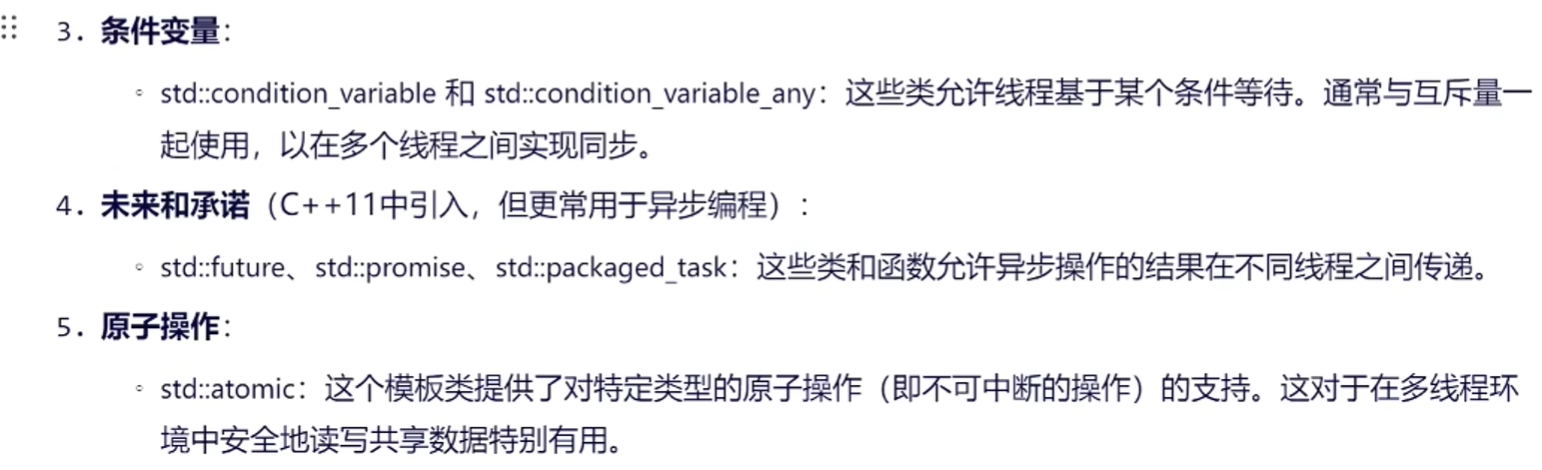 3. 条件变量：
◦ std::condition_variable 和 std::condition_variable_any：这些类允许线程基于某个条件等待。通常与互斥量一
起使用，以在多个线程之间实现同步。
4. 未来和承诺（C++11中引入，但更常用于异步编程）：
◦ std::future、std::promise、std::packaged_task：这些类和函数允许异步操作的结果在不同线程之间传递。
5. 原子操作：
◦ std::atomic：这个模板类提供了对特定类型的原子操作（即不可中断的操作）的支持。这对于在多线程环
境中安全地读写共享数据特别有用。